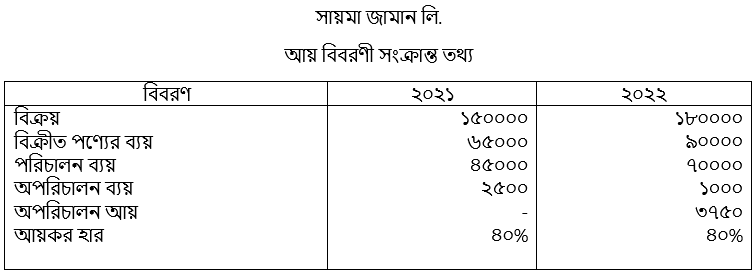 সায়মা জামান লি.
আয় বিবরণী সংক্রান্ত তথ্য
বিবরণ ২০২১ ২০২২
বিক্রয় ১৫০০০০ ১৮০০০০
বিক্রীত পণ্যের ব্যয় ৬৫০০০ ৯০০০০
পরিচালন ব্যয় ৪৫০০০ ৭০০০০
অপরিচালন ব্যয় ২৫০০ ১০০০
অপরিচালন আয় - ৩৭৫০
আয়কর হার ৪০% ৪০%